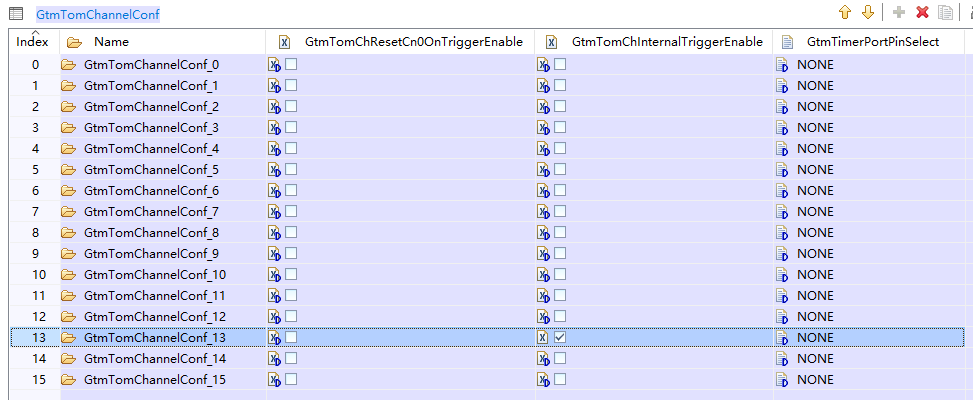 GtmTomChannelConf
Index Name GtmTomChResetCn0OnTriggerEnable GtmTomChInternalTriggerEnable GtmTimerPortPinSelect
0 GtmTomChannelConf_0 NONE
1 GtmTomChannelConf_1 NONE
2 GtmTomChannelConf_2 NONE
3 GtmTomChannelConf_3 NONE
4 GtmTomChannelConf_4 NONE
5 GtmTomChannelConf_5 NONE
6 GtmTomChannelConf_6 NONE
7 GtmTomChannelConf_7 NONE
8 GtmTomChannelConf_8 NONE
9 GtmTomChannelConf_9 NONE
10 GtmTomChannelConf_10 NONE
11 GtmTomChannelConf_11 NONE
12 GtmTomChannelConf_12 NONE
13 GtmTomChannelConf_13 NONE
14 GtmTomChannelConf_14 NONE
15 GtmTomChannelConf_15 NONE